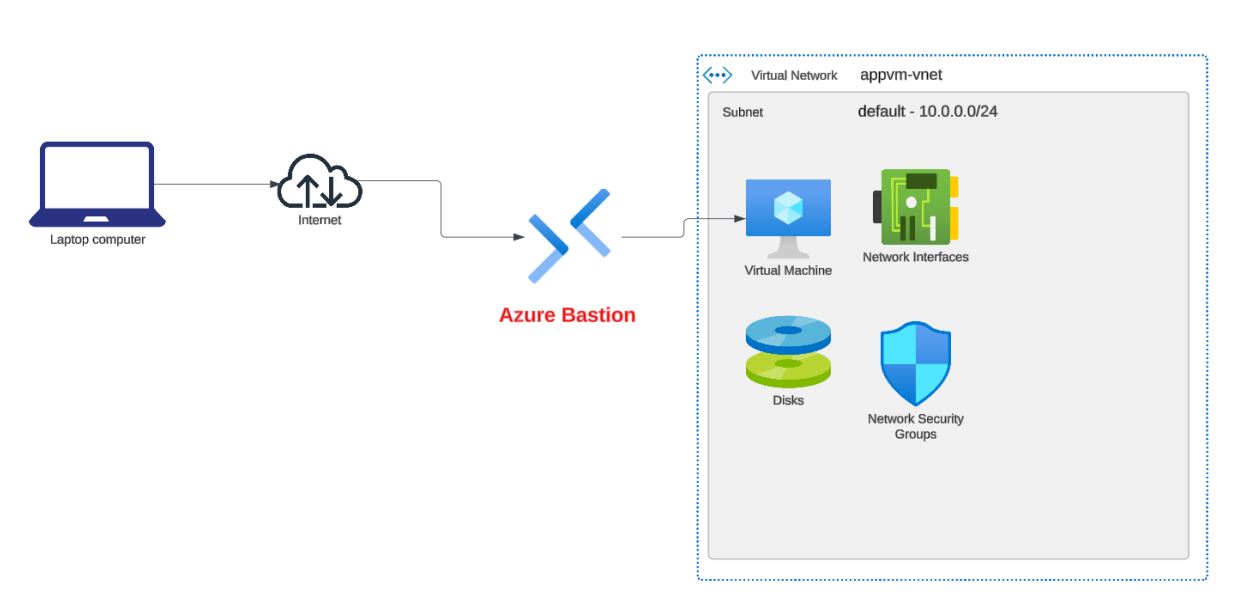 Virtual Network appvm-vnet
Subnet default - 10.0.0.0/24
Laptop computer
Internet
Azure Bastion
Virtual Machine
Network Interfaces
Disks
Network Security
Groups